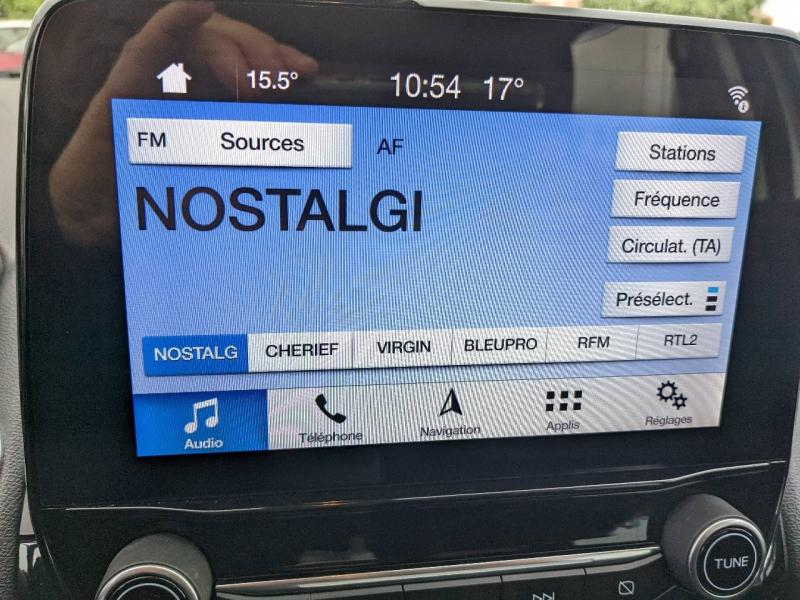 15.5° 10:54 17°
FM Sources AF Stations
NOSTALGI
Fréquence
Circulat. (TA)
Présélect.
NOSTALG CHERIEF VIRGIN BLEUPRO RFM RTL2
Audio Téléphone Navigation Applis Réglages
TUNE